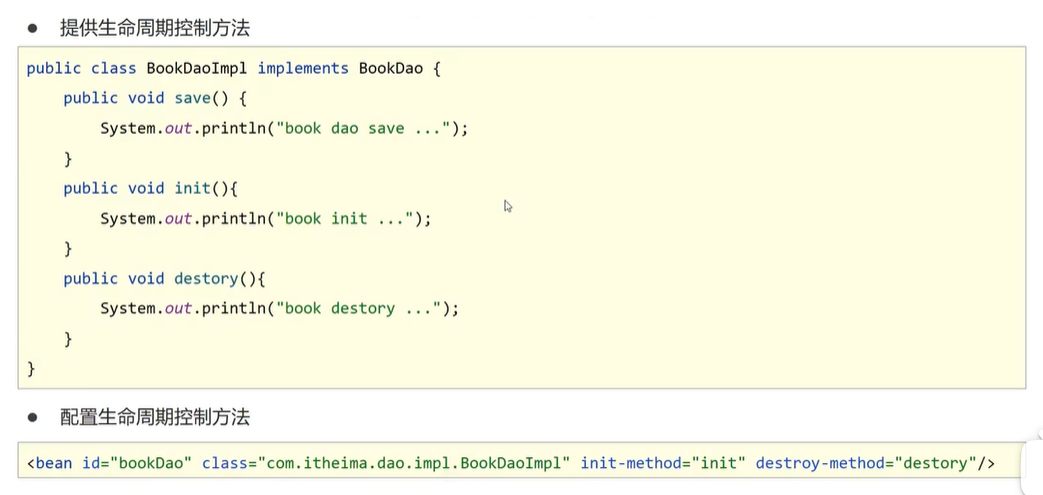 ● 提供生命周期控制方法
public class BookDaoImpl implements BookDao {
    public void save() {
        System.out.println("book dao save ...");
    }
    public void init(){
        System.out.println("book init ...");
    }
    public void destory(){
        System.out.println("book destory ...");
    }
}
● 配置生命周期控制方法
<bean id="bookDao" class="com.itheima.dao.impl.BookDaoImpl" init-method="init" destroy-method="destory"/>